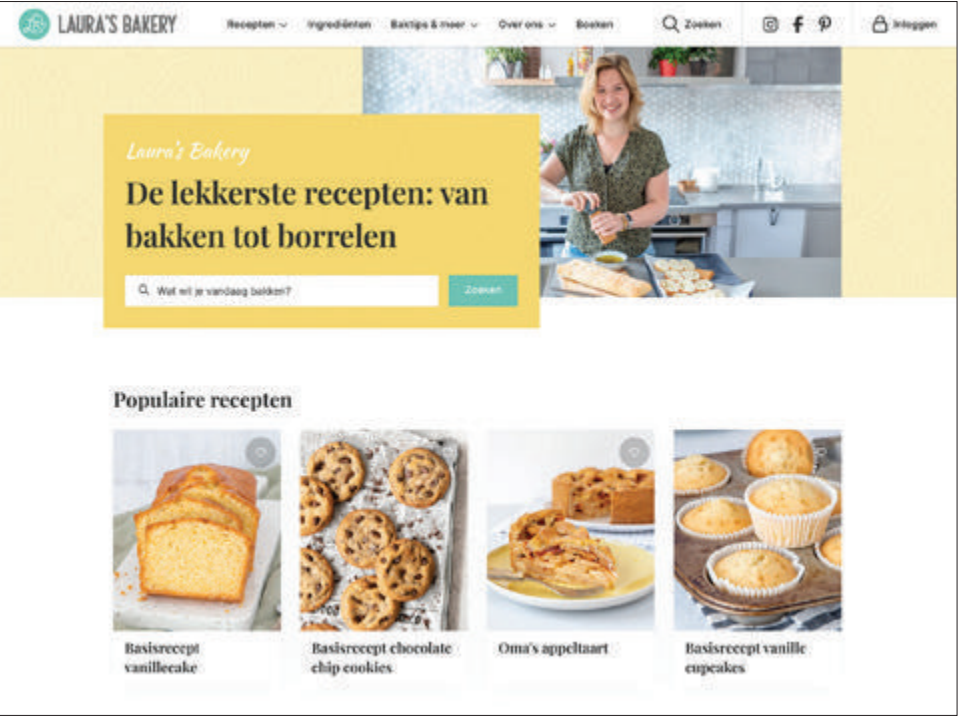 LAURA'S BAKERY
Recepten
Ingrediënten
Baktips & meer
Over ons
Boeken
Zoeken
Inloggen
Laura's Bakery
De lekkerste recepten: van
bakken tot borrelen
Wat wil je vandaag bakken?
Zoeken
Populaire recepten
Basisrecept
vanillecake
Basisrecept chocolate
chip cookies
Oma's appeltaart
Basisrecept vanille
cupcakes